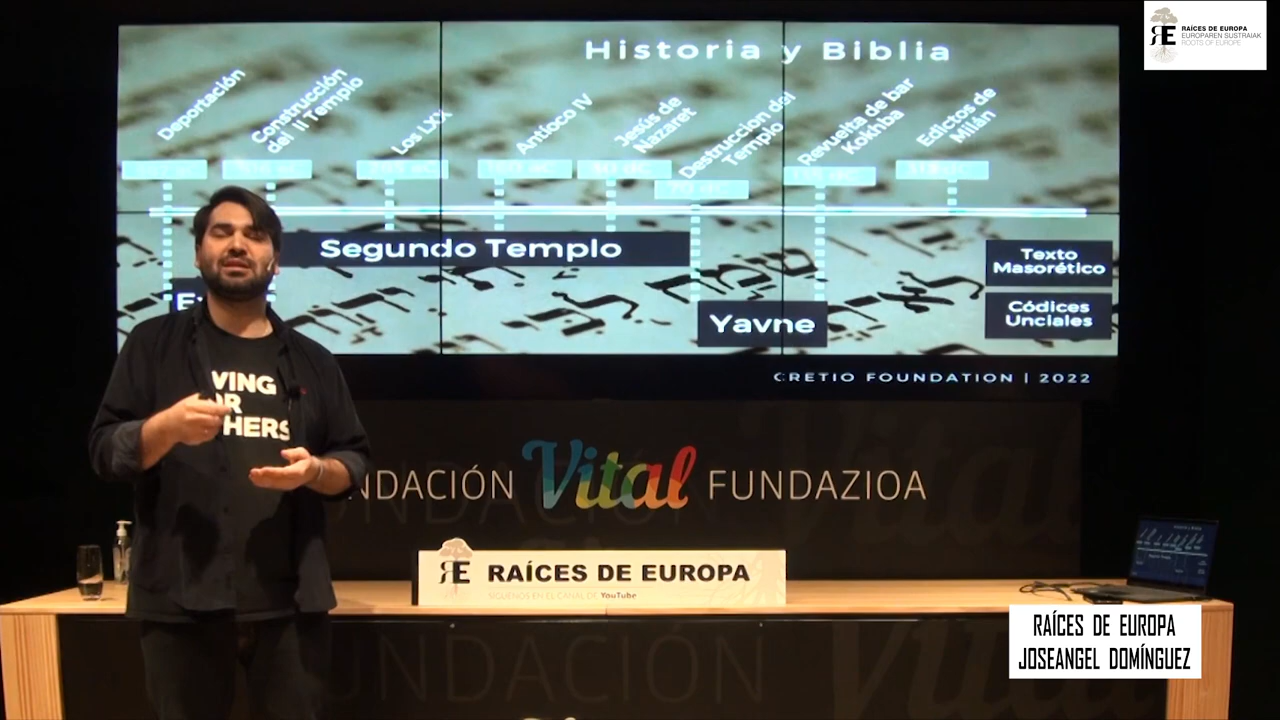 RAÍCES DE EUROPA
EUROPAREN SUSTRAIAK
ROOTS OF EUROPE
Historia y Biblia
Deportación
Construcción
del II Templo
Los LXX
Antíoco IV
Jesús de
Nazaret
Destruccion del
Templo
Revuelta de bar
Kokhba
Edictos de
Milán
Segundo Templo
Yavne
Texto
Masorético
Códices
Unciales
CRETIO FOUNDATION | 2022
VING
OR
HERS
NDACIÓN Vital FUNDAZIOA
RE RAÍCES DE EUROPA
SÍGUENOS EN EL CANAL DE YouTube
RAÍCES DE EUROPA
JOSEANGEL DOMÍNGUEZ